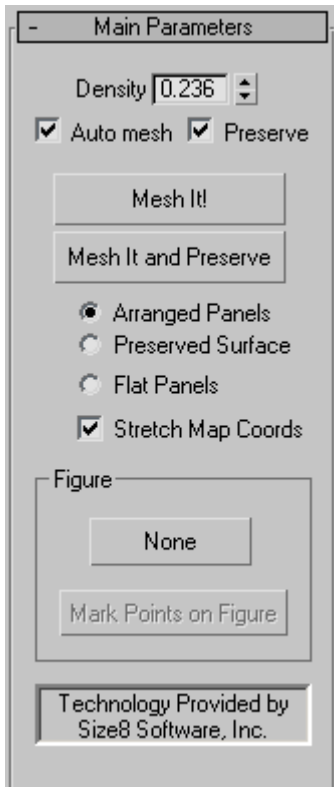 - Main Parameters
Density 0.236
Auto mesh Preserve
Mesh It!
Mesh It and Preserve
Arranged Panels
Preserved Surface
Flat Panels
Stretch Map Coords
Figure
None
Mark Points on Figure
Technology Provided by
Size8 Software, Inc.